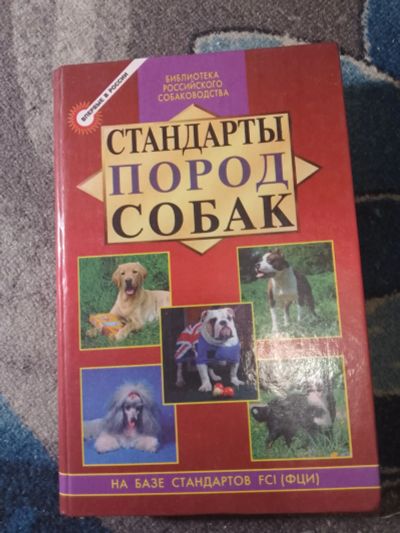 ВПЕРВЫЕ В РОССИИ
БИБЛИОТЕКА
РОССИЙСКОГО
СОБАКОВОДСТВА
СТАНДАРТЫ
ПОРОД
СОБАК
НА БАЗЕ СТАНДАРТОВ FCI (ФЦИ)